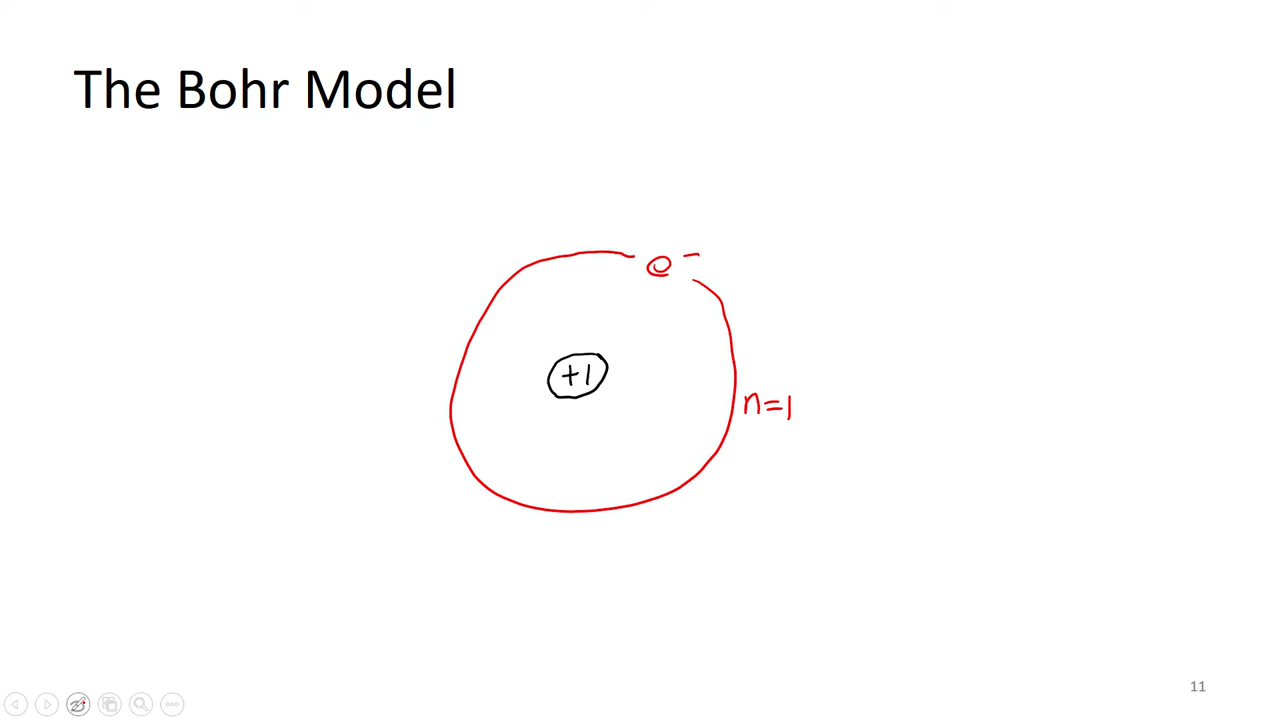 The Bohr Model
e⁻
+1
n=1
11